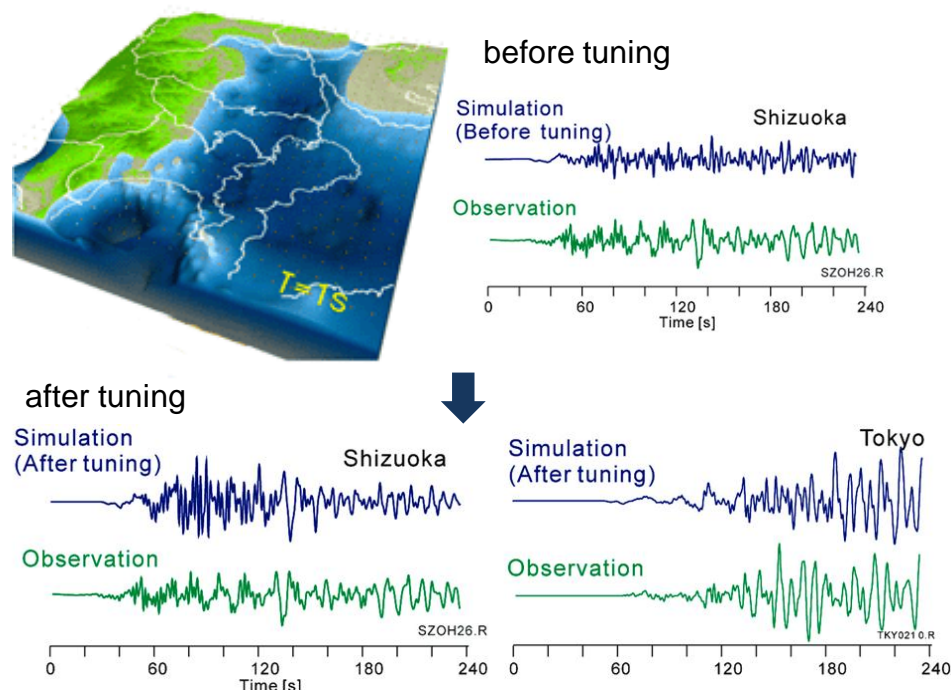 before tuning
Simulation
(Before tuning)
Shizuoka
Observation
SZOH26.R
0 60 120 180 240
Time [s]
T=TS
after tuning
Simulation
(After tuning)
Shizuoka
Observation
SZOH26.R
0 60 120 180 240
Time [s]
Simulation
(After tuning)
Tokyo
Observation
TKY0210.R
0 60 120 180 240